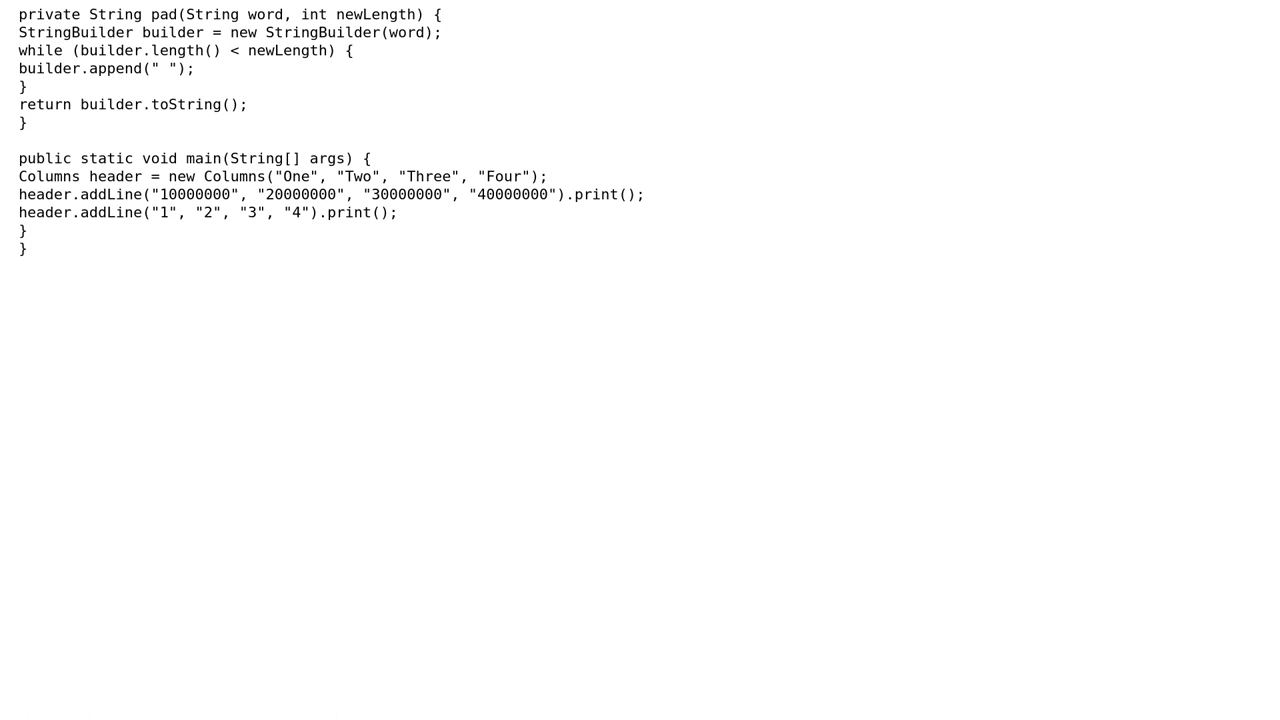 private String pad(String word, int newLength) {
StringBuilder builder = new StringBuilder(word);
while (builder.length() < newLength) {
builder.append(" ");
}
return builder.toString();
}

public static void main(String[] args) {
Columns header = new Columns("One", "Two", "Three", "Four");
header.addLine("10000000", "20000000", "30000000", "40000000").print();
header.addLine("1", "2", "3", "4").print();
}
}